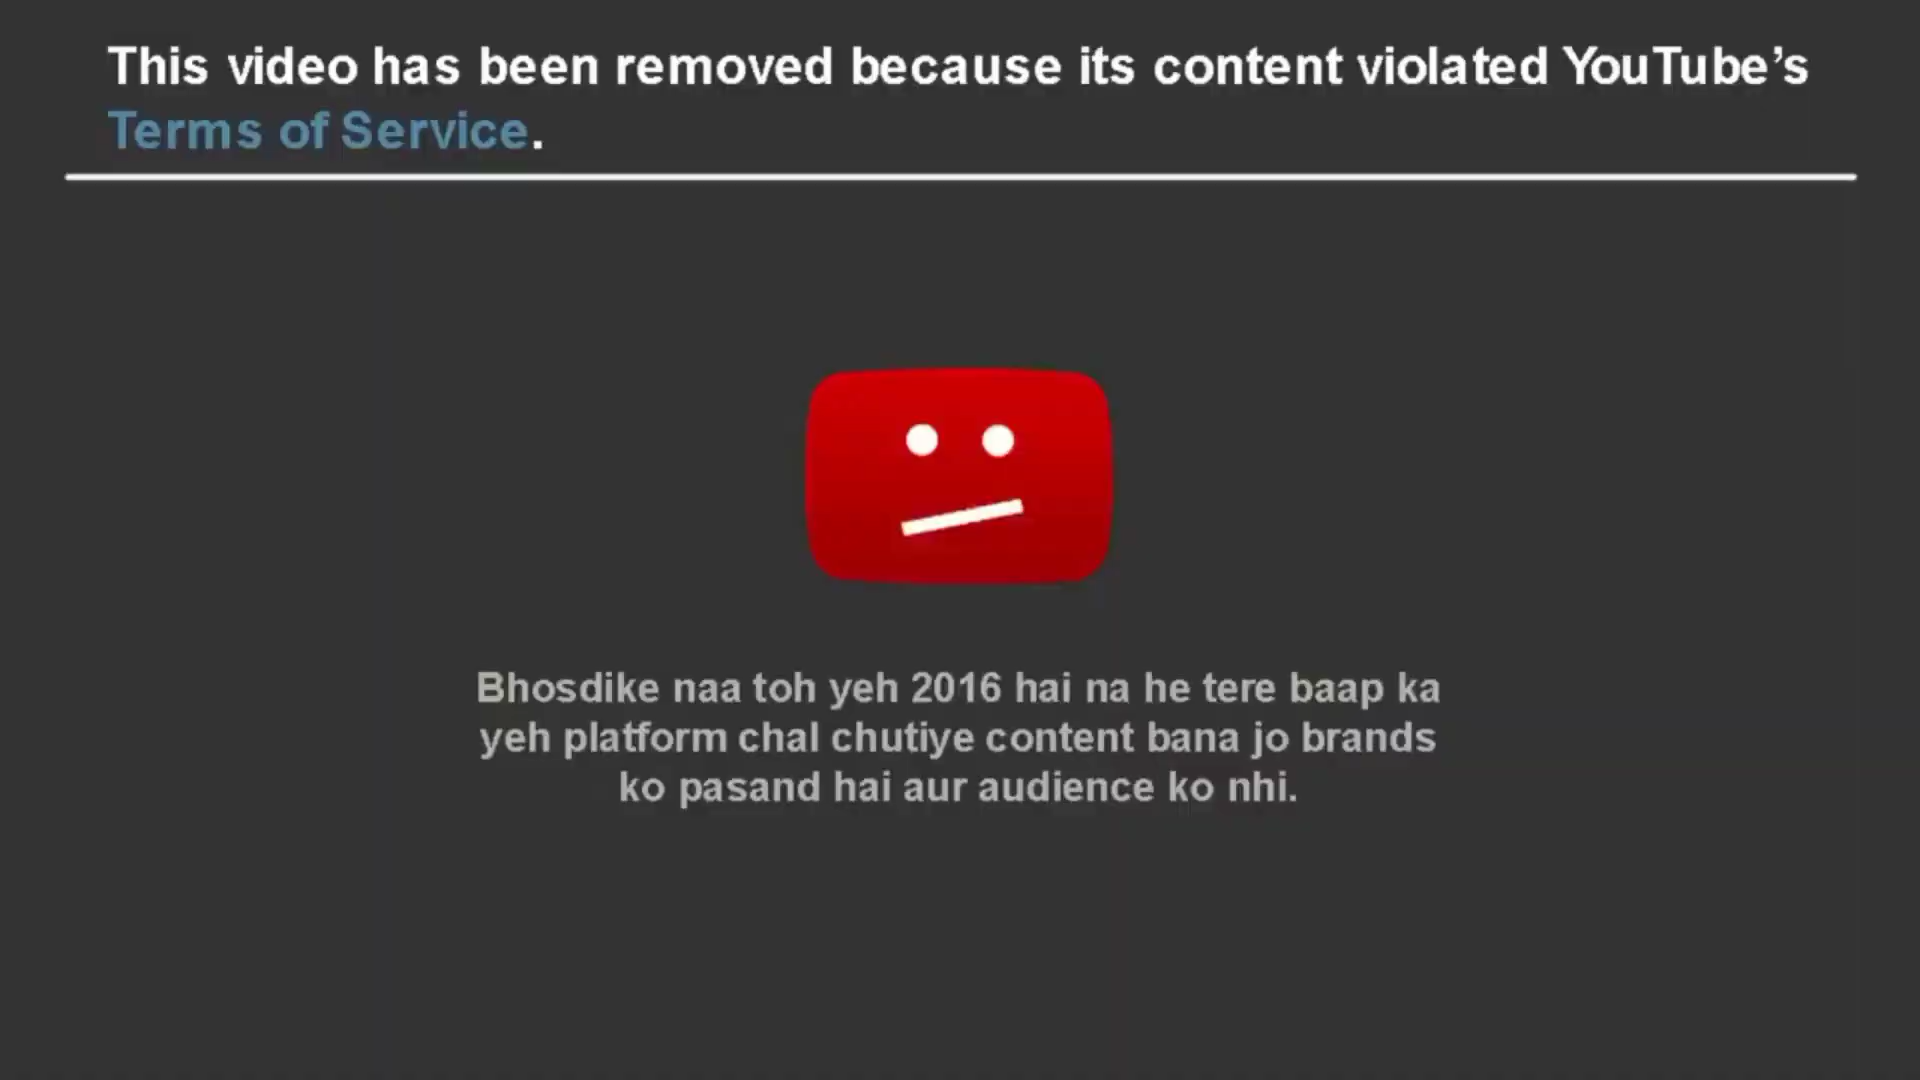 This video has been removed because its content violated YouTube’s
Terms of Service.
Bhosdike naa toh yeh 2016 hai na he tere baap ka
yeh platform chal chutiye content bana jo brands
ko pasand hai aur audience ko nhi.